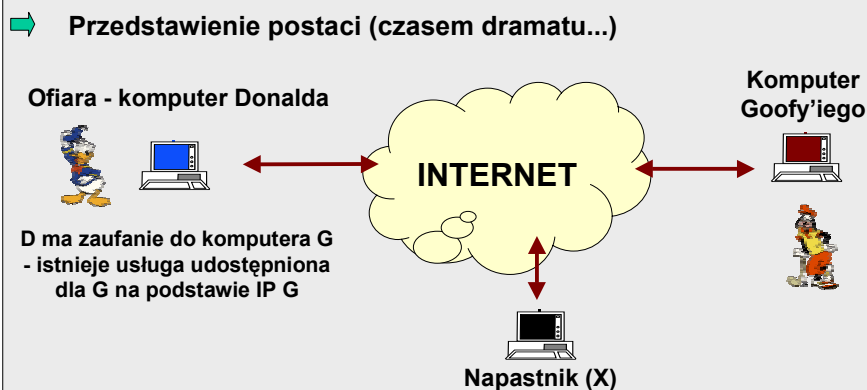 Przedstawienie postaci (czasem dramatu...)
Ofiara - komputer Donalda
Komputer
Goofy'iego
INTERNET
D ma zaufanie do komputera G
- istnieje usługa udostępniona
dla G na podstawie IP G
Napastnik (X)